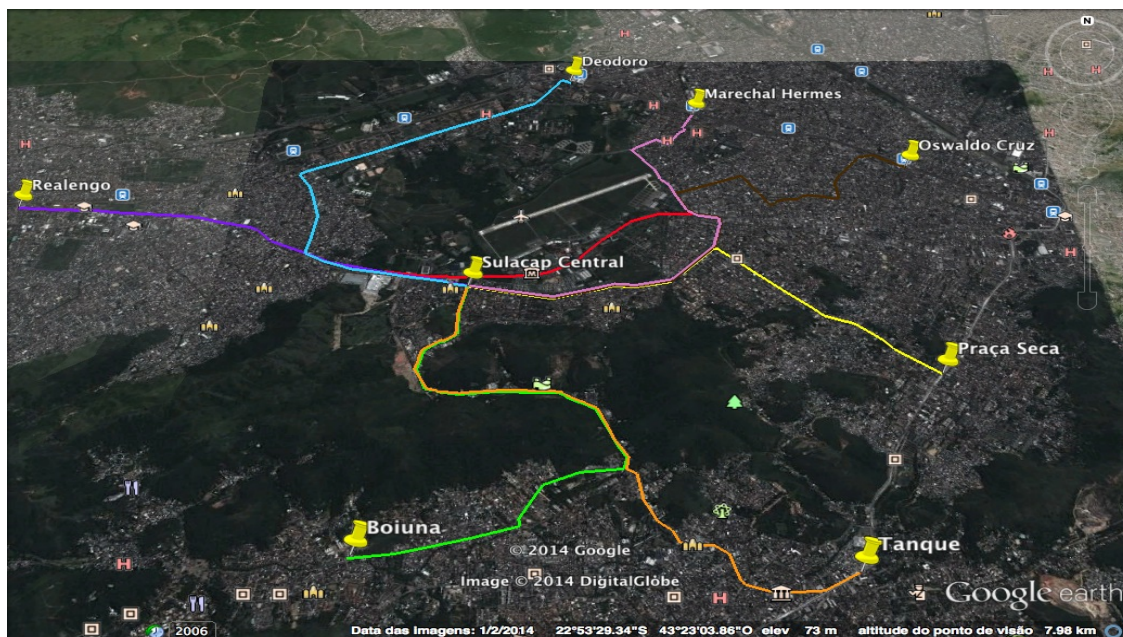 N
Deodoro
Marechal Hermes
Oswaldo Cruz
Realengo
Sulacap Central
M
Praça Seca
Boiuna
Tanque
© 2014 Google
Image © 2014 DigitalGlobe
Google earth
2006
Data das imagens: 1/2/2014 22°53'29.34"S 43°23'03.86"O elev 73 m altitude do ponto de visão 7.98 km